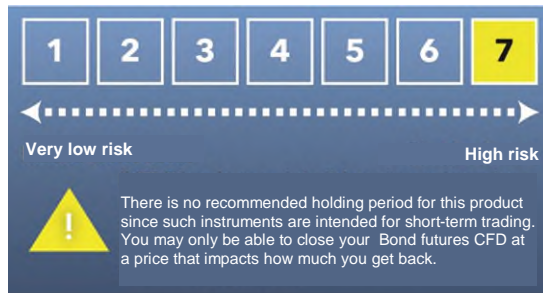 1 2 3 4 5 6 7
Very low risk High risk
!
There is no recommended holding period for this product
since such instruments are intended for short-term trading.
You may only be able to close your Bond futures CFD at
a price that impacts how much you get back.